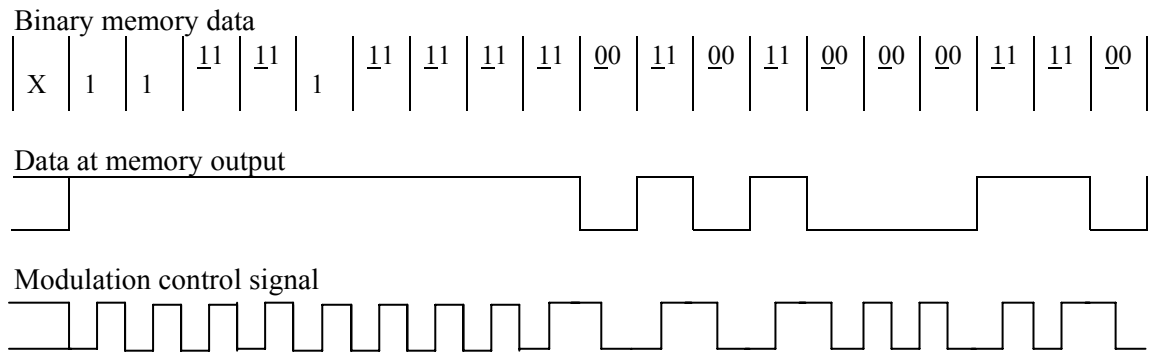 Binary memory data
X 1 1 11 11 1 11 11 11 11 00 11 00 11 00 00 00 11 11 00
Data at memory output
Modulation control signal